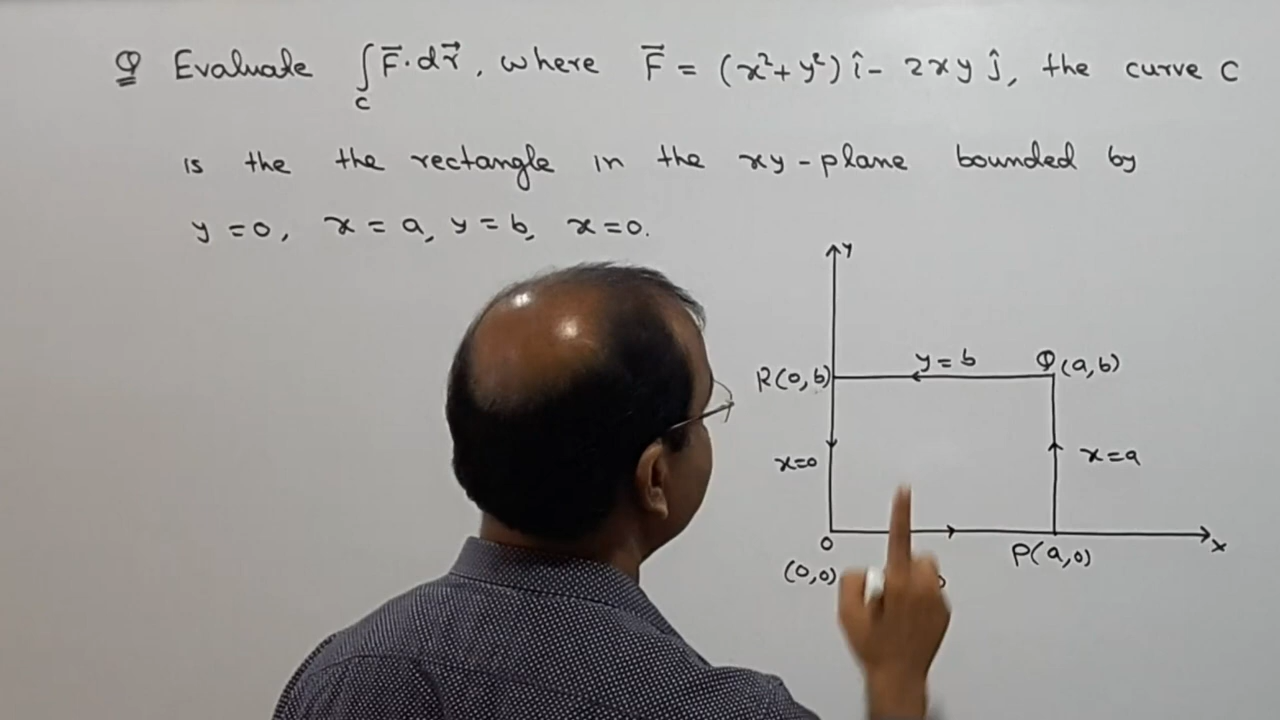 Q Evaluate ∫_C F⃗·dr⃗, where F⃗ = (x²+y²) î - 2xy ĵ, the curve C
is the the rectangle in the xy-plane bounded by
y=0, x=a, y=b, x=0.
y
R(0,b) y=b Q(a,b)
x=0 x=a
O P(a,0) x
(0,0)